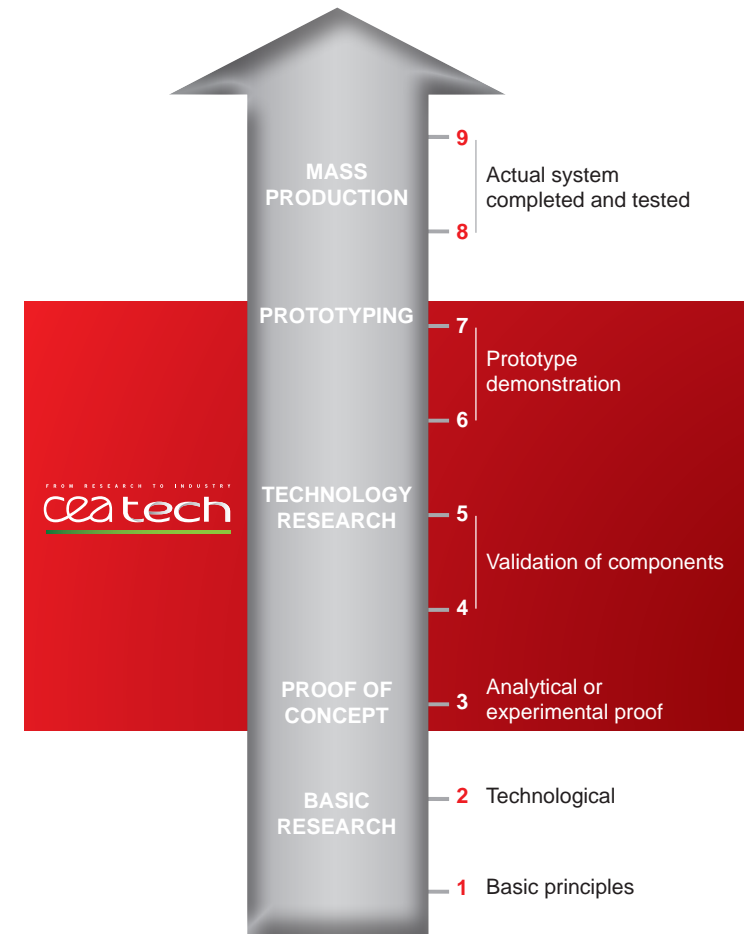 9
MASS
PRODUCTION
Actual system
completed and tested
8
PROTOTYPING
7
Prototype
demonstration
6
FROM RESEARCH TO INDUSTRY
cea tech
TECHNOLOGY
RESEARCH
5
Validation of components
4
PROOF OF
CONCEPT
3
Analytical or
experimental proof
BASIC
RESEARCH
2
Technological
1
Basic principles